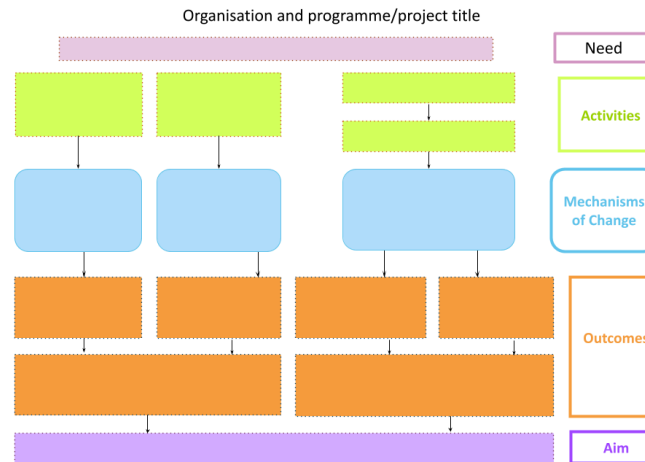 Organisation and programme/project title
Need
Activities
Mechanisms
of Change
Outcomes
Aim